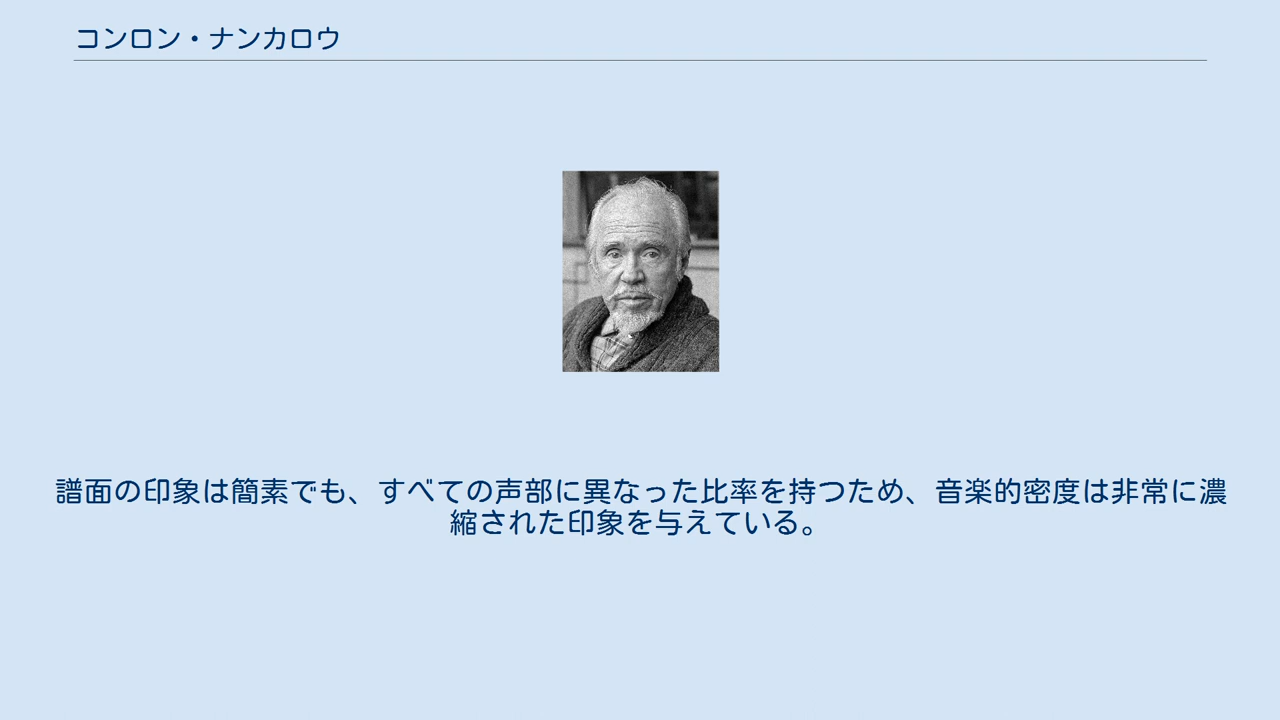 コンロン・ナンカロウ
譜面の印象は簡素でも、すべての声部に異なった比率を持つため、音楽的密度は非常に濃
縮された印象を与えている。